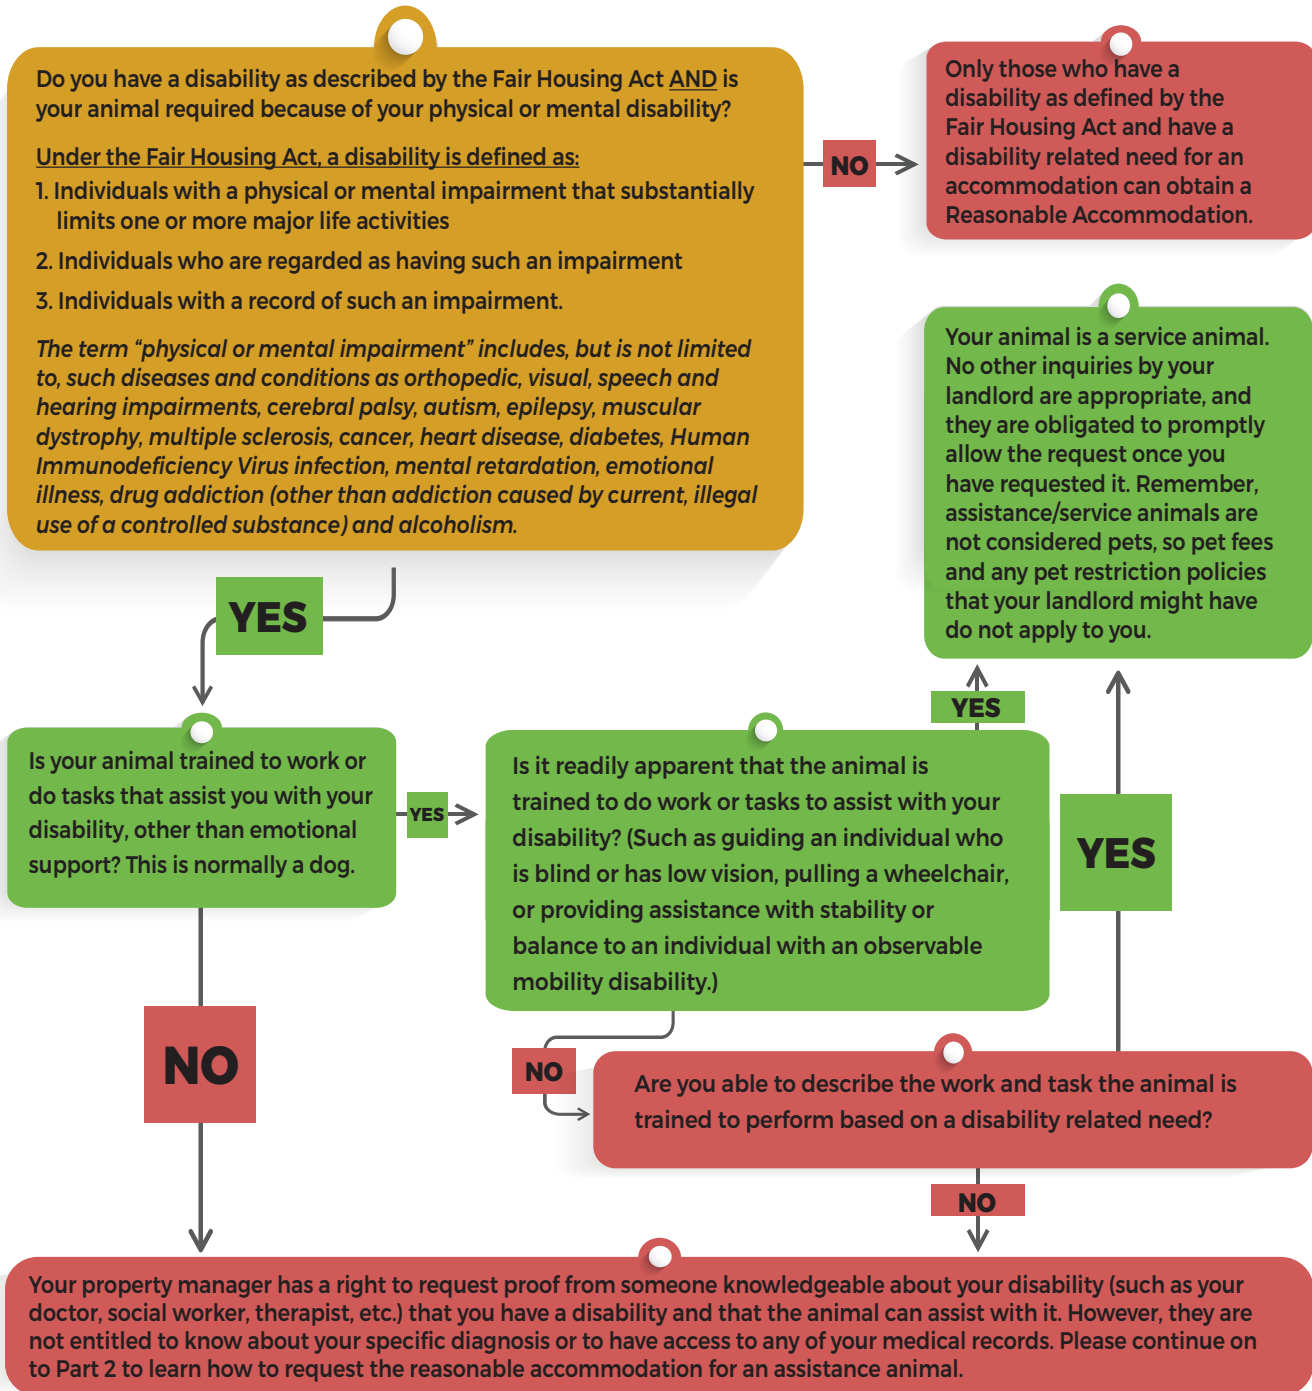 Do you have a disability as described by the Fair Housing Act AND is
your animal required because of your physical or mental disability?
Under the Fair Housing Act, a disability is defined as:
1. Individuals with a physical or mental impairment that substantially
limits one or more major life activities
2. Individuals who are regarded as having such an impairment
3. Individuals with a record of such an impairment.
The term “physical or mental impairment” includes, but is not limited
to, such diseases and conditions as orthopedic, visual, speech and
hearing impairments, cerebral palsy, autism, epilepsy, muscular
dystrophy, multiple sclerosis, cancer, heart disease, diabetes, Human
Immunodeficiency Virus infection, mental retardation, emotional
illness, drug addiction (other than addiction caused by current, illegal
use of a controlled substance) and alcoholism.
NO
Only those who have a
disability as defined by the
Fair Housing Act and have a
disability related need for an
accommodation can obtain a
Reasonable Accommodation.
Your animal is a service animal.
No other inquiries by your
landlord are appropriate, and
they are obligated to promptly
allow the request once you
have requested it. Remember,
assistance/service animals are
not considered pets, so pet fees
and any pet restriction policies
that your landlord might have
do not apply to you.
YES
Is your animal trained to work or
do tasks that assist you with your
disability, other than emotional
support? This is normally a dog.
YES
Is it readily apparent that the animal is
trained to do work or tasks to assist with your
disability? (Such as guiding an individual who
is blind or has low vision, pulling a wheelchair,
or providing assistance with stability or
balance to an individual with an observable
mobility disability.)
YES
YES
NO
NO
Are you able to describe the work and task the animal is
trained to perform based on a disability related need?
NO
Your property manager has a right to request proof from someone knowledgeable about your disability (such as your
doctor, social worker, therapist, etc.) that you have a disability and that the animal can assist with it. However, they are
not entitled to know about your specific diagnosis or to have access to any of your medical records. Please continue on
to Part 2 to learn how to request the reasonable accommodation for an assistance animal.